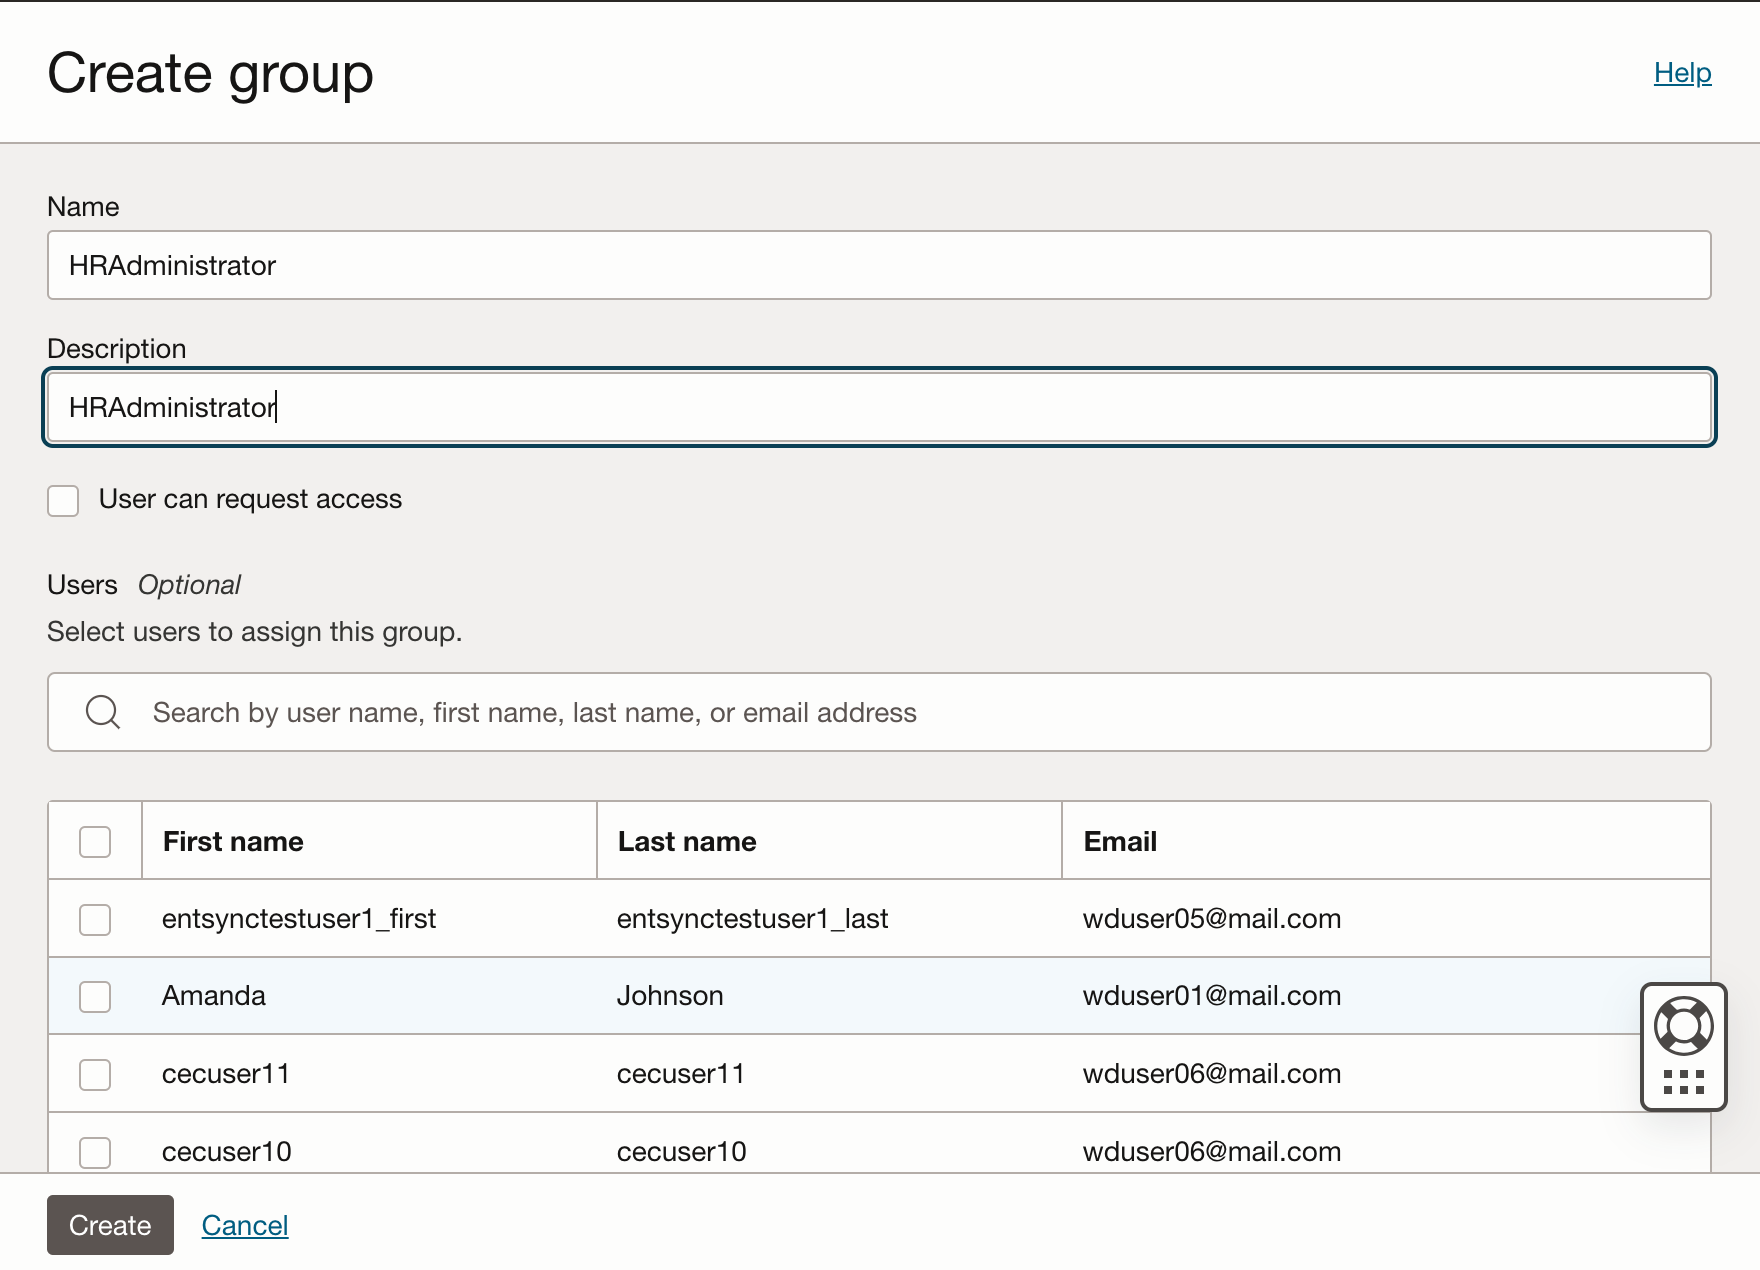 Create group
Help
Name
HRAdministrator
Description
HRAdministrator
User can request access
Users Optional
Select users to assign this group.
Search by user name, first name, last name, or email address
First name Last name Email
entsynctestuser1_first entsynctestuser1_last wduser05@mail.com
Amanda Johnson wduser01@mail.com
cecuser11 cecuser11 wduser06@mail.com
cecuser10 cecuser10 wduser06@mail.com
Create Cancel